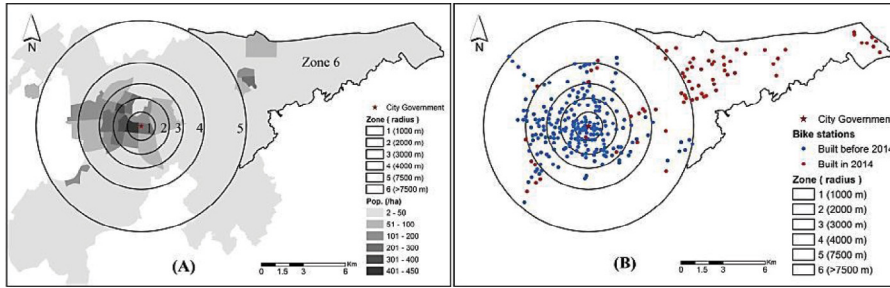 N
Zone 6
1 2 3 4 5
City Government
Zone ( radius )
1 (1000 m)
2 (2000 m)
3 (3000 m)
4 (4000 m)
5 (7500 m)
6 (>7500 m)
Pop. (/ha)
2 - 50
51 - 100
101 - 200
201 - 300
301 - 400
401 - 450
(A)
0 1.5 3 6 Km
N
City Government
Bike stations
Built before 2014
Built in 2014
Zone ( radius )
1 (1000 m)
2 (2000 m)
3 (3000 m)
4 (4000 m)
5 (7500 m)
6 (>7500 m)
(B)
0 1.5 3 6 Km